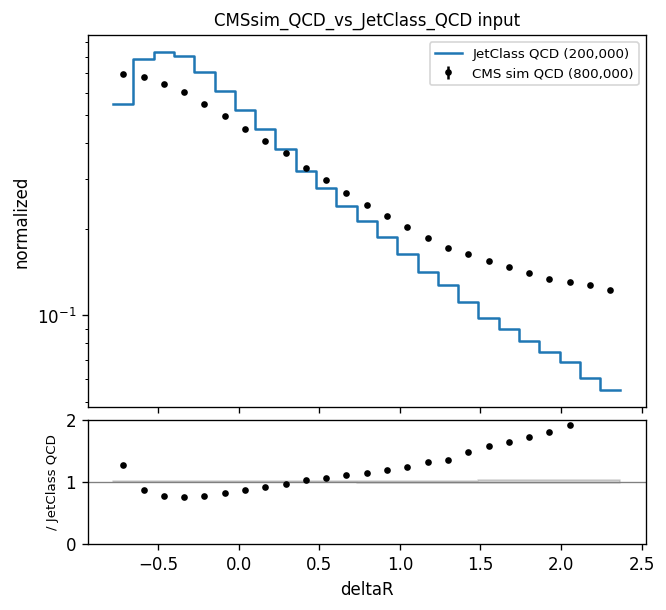 CMSsim_QCD_vs_JetClass_QCD input
JetClass QCD (200,000)
CMS sim QCD (800,000)
normalized
10⁻¹
/ JetClass QCD
2
1
0
−0.5 0.0 0.5 1.0 1.5 2.0 2.5
deltaR